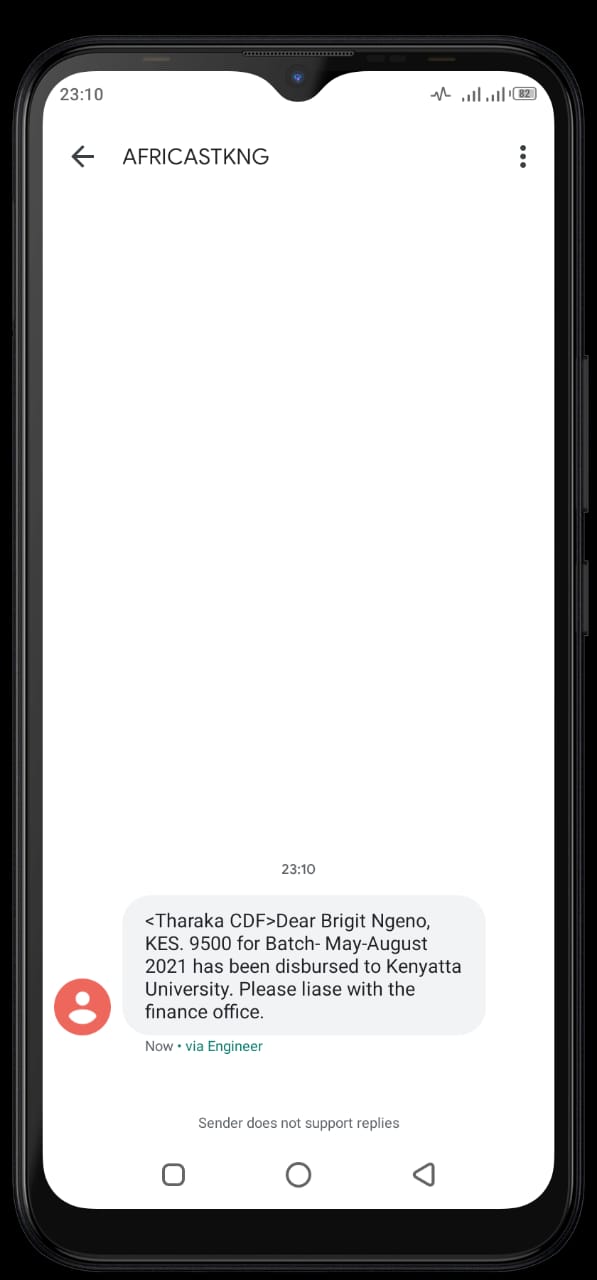 23:10
82
AFRICASTKNG
23:10
<Tharaka CDF>Dear Brigit Ngeno,
KES. 9500 for Batch- May-August
2021 has been disbursed to Kenyatta
University. Please liase with the
finance office.
Now • via Engineer
Sender does not support replies